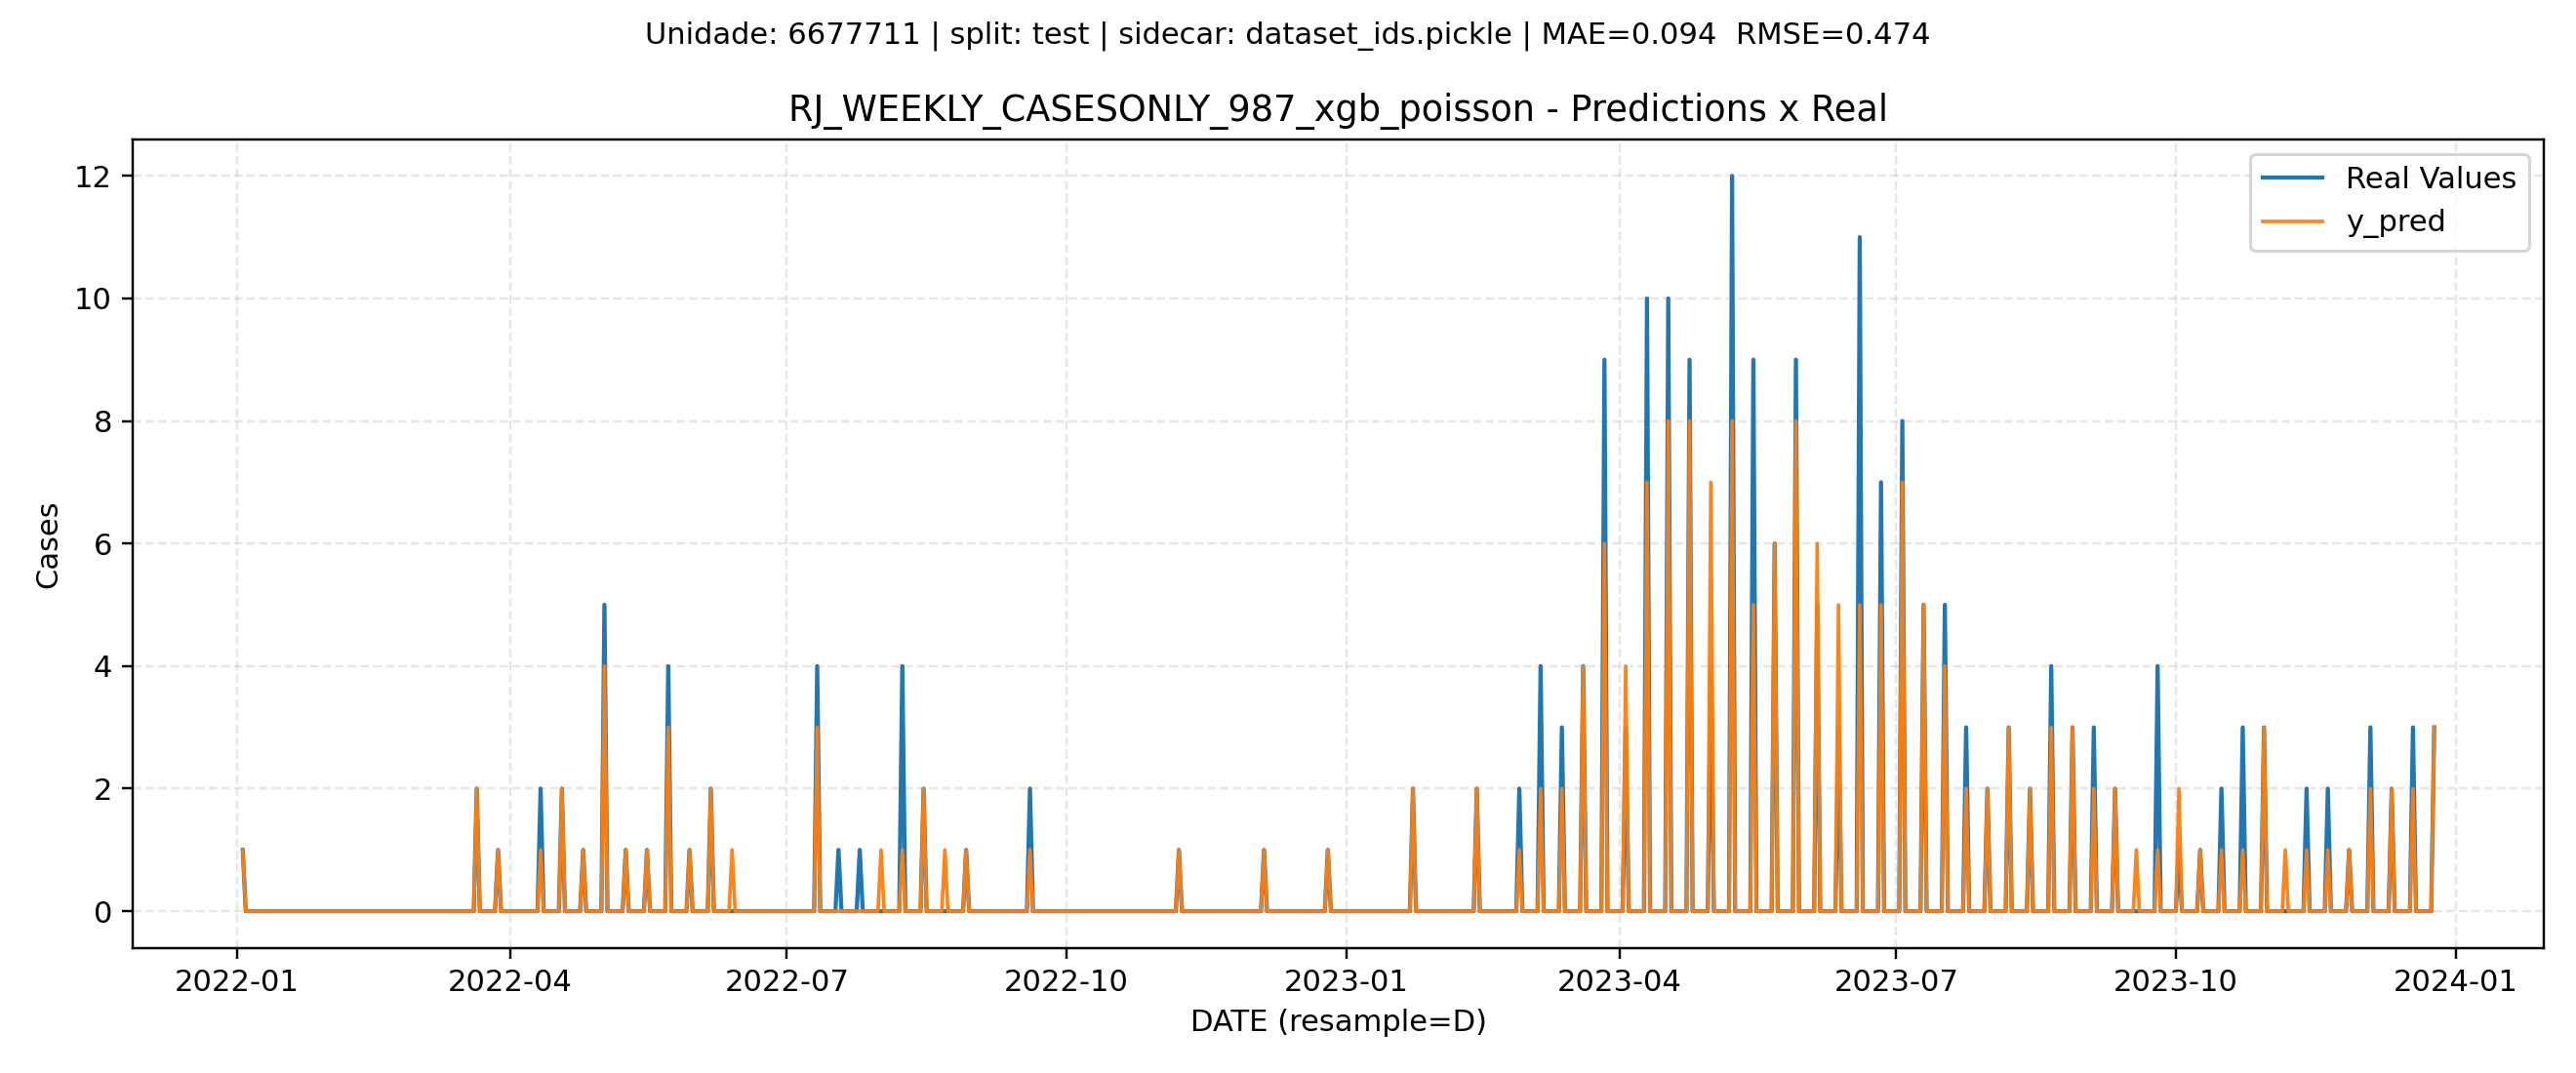 Unidade: 6677711 | split: test | sidecar: dataset_ids.pickle | MAE=0.094  RMSE=0.474
RJ_WEEKLY_CASESONLY_987_xgb_poisson - Predictions x Real
Real Values
y_pred
12
10
8
6
4
2
0
Cases
2022-01
2022-04
2022-07
2022-10
2023-01
2023-04
2023-07
2023-10
2024-01
DATE (resample=D)